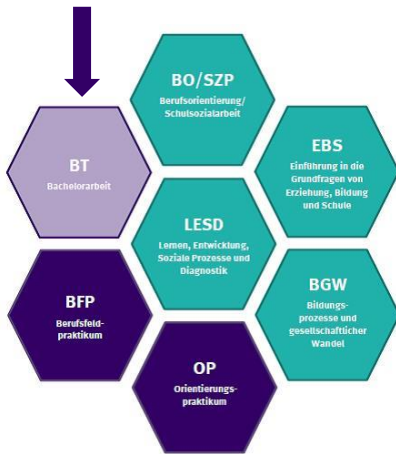 BO/SZP
Berufsorientierung/
Schulsozialarbeit
BT
Bachelorarbeit
EBS
Einführung in die
Grundfragen von
Erziehung, Bildung
und Schule
LESD
Lernen, Entwicklung,
Soziale Prozesse und
Diagnostik
BFP
Berufsfeld-
praktikum
BGW
Bildungs-
prozesse und
gesellschaftlicher
Wandel
OP
Orientierungs-
praktikum